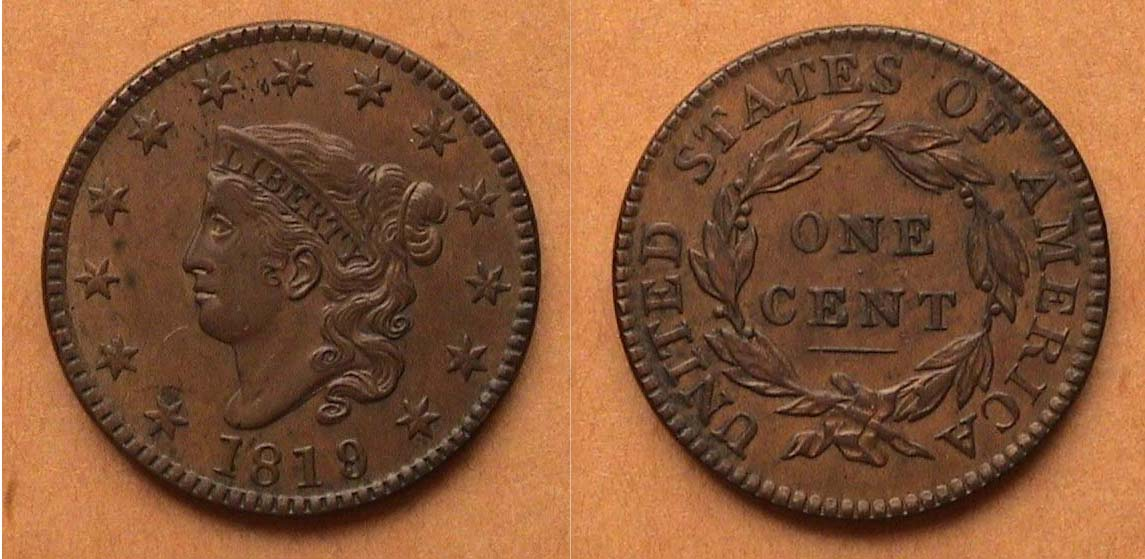 LIBERTY
1819
UNITED STATES OF AMERICA
ONE
CENT